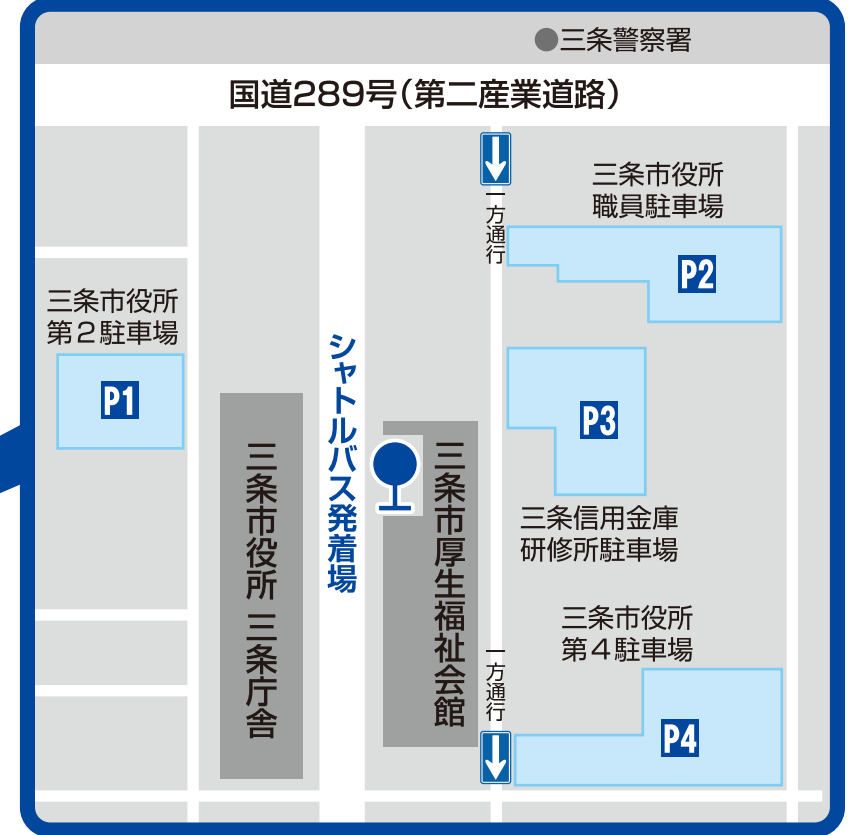 ●三条警察署
国道289号（第二産業道路）
一方通行
三条市役所
職員駐車場
P2
三条市役所
第２駐車場
P1
シャトルバス発着場
P3
三条市役所 三条庁舎
三条市厚生福祉会館
三条信用金庫
研修所駐車場
三条市役所
第４駐車場
一方通行
P4